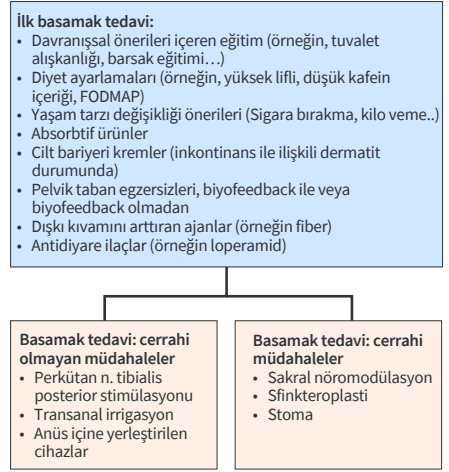 İlk basamak tedavi:
• Davranışsal önerileri içeren eğitim (örneğin, tuvalet
alışkanlığı, barsak eğitimi…)
• Diyet ayarlamaları (örneğin, yüksek lifli, düşük kafein
içeriği, FODMAP)
• Yaşam tarzı değişikliği önerileri (Sigara bırakma, kilo veme..)
• Absorbtif ürünler
• Cilt bariyeri kremler (inkontinans ile ilişkili dermatit
durumunda)
• Pelvik taban egzersizleri, biyofeedback ile veya
biyofeedback olmadan
• Dışkı kıvamını arttıran ajanlar (örneğin fiber)
• Antidiyare ilaçlar (örneğin loperamid)
Basamak tedavi: cerrahi
olmayan müdahaleler
• Perkütan n. tibialis
posterior stimülasyonu
• Transanal irrigasyon
• Anüs içine yerleştirilen
cihazlar
Basamak tedavi: cerrahi
müdahaleler
• Sakral nöromodülasyon
• Sfinkteroplasti
• Stoma